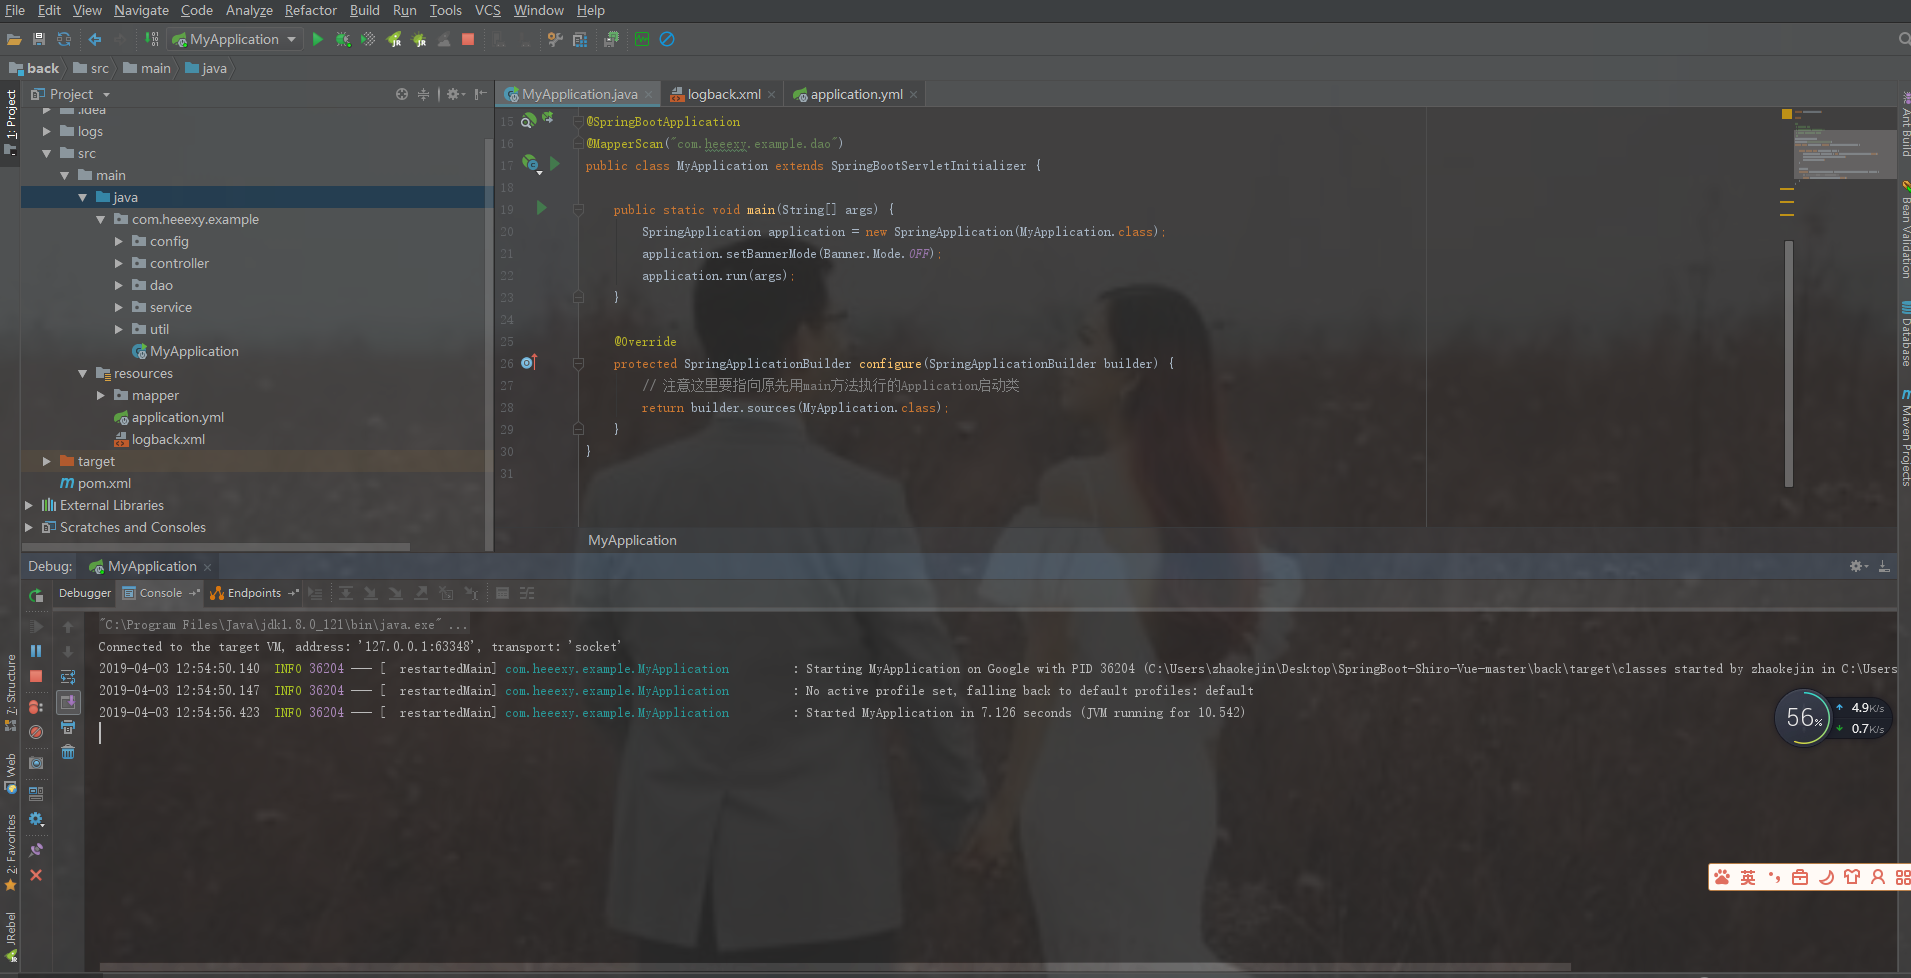 File Edit View Navigate Code Analyze Refactor Build Run Tools VCS Window Help
MyApplication
back src main java
1: Project
Project
MyApplication.java logback.xml application.yml
.idea
logs
src
main
java
com.heeexy.example
config
controller
dao
service
util
MyApplication
resources
mapper
application.yml
logback.xml
target
pom.xml
External Libraries
Scratches and Consoles
15 @SpringBootApplication
16 @MapperScan("com.heeexy.example.dao")
17 public class MyApplication extends SpringBootServletInitializer {
18
19 public static void main(String[] args) {
20 SpringApplication application = new SpringApplication(MyApplication.class);
21 application.setBannerMode(Banner.Mode.OFF);
22 application.run(args);
23 }
24
25 @Override
26 protected SpringApplicationBuilder configure(SpringApplicationBuilder builder) {
27 // 注意这里要指向原先用main方法执行的Application启动类
28 return builder.sources(MyApplication.class);
29 }
30 }
31
MyApplication
Ant Build
Bean Validation
Database
Maven Projects
Debug: MyApplication
Debugger Console Endpoints
"C:\Program Files\Java\jdk1.8.0_121\bin\java.exe" ...
Connected to the target VM, address: '127.0.0.1:63348', transport: 'socket'
2019-04-03 12:54:50.140 INFO 36204 --- [ restartedMain] com.heeexy.example.MyApplication : Starting MyApplication on Google with PID 36204 (C:\Users\zhaokejin\Desktop\SpringBoot-Shiro-Vue-master\back\target\classes started by zhaokejin in C:\Users
2019-04-03 12:54:50.147 INFO 36204 --- [ restartedMain] com.heeexy.example.MyApplication : No active profile set, falling back to default profiles: default
2019-04-03 12:54:56.423 INFO 36204 --- [ restartedMain] com.heeexy.example.MyApplication : Started MyApplication in 7.126 seconds (JVM running for 10.542)
7: Structure
Web
2: Favorites
JRebel
56%
4.9K/s
0.7K/s
英